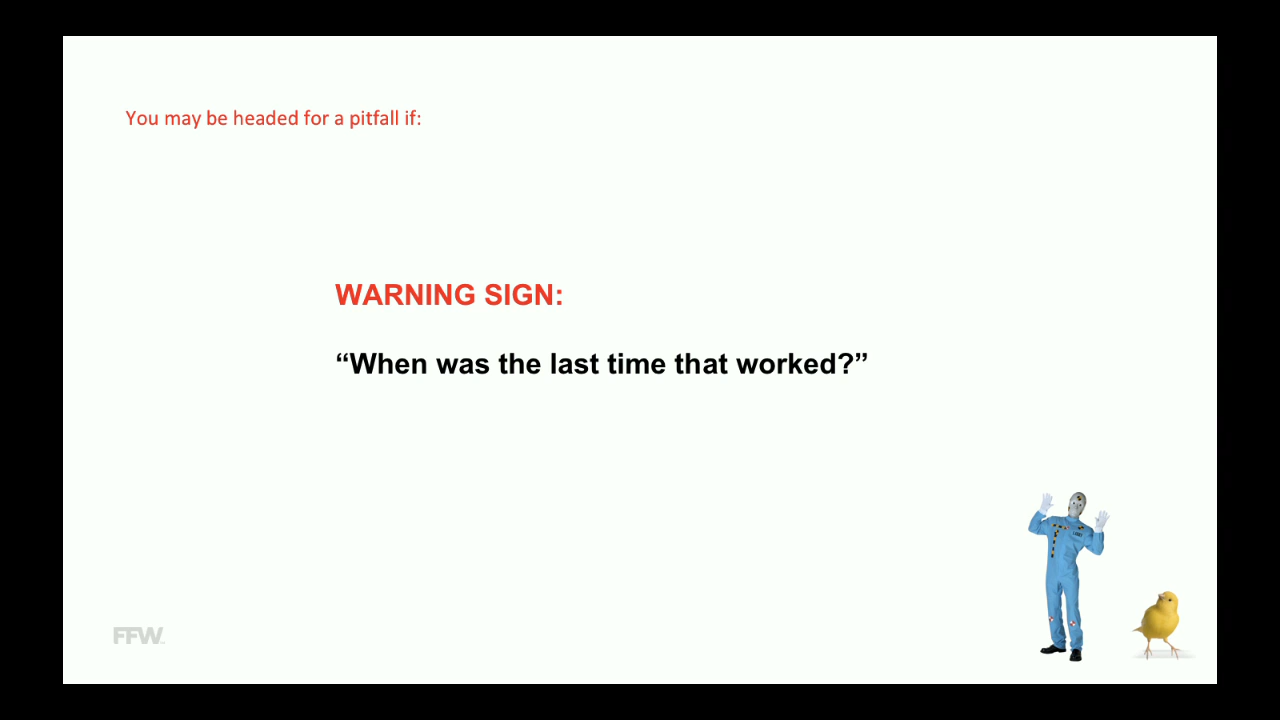 You may be headed for a pitfall if:
WARNING SIGN:
“When was the last time that worked?”
FFW